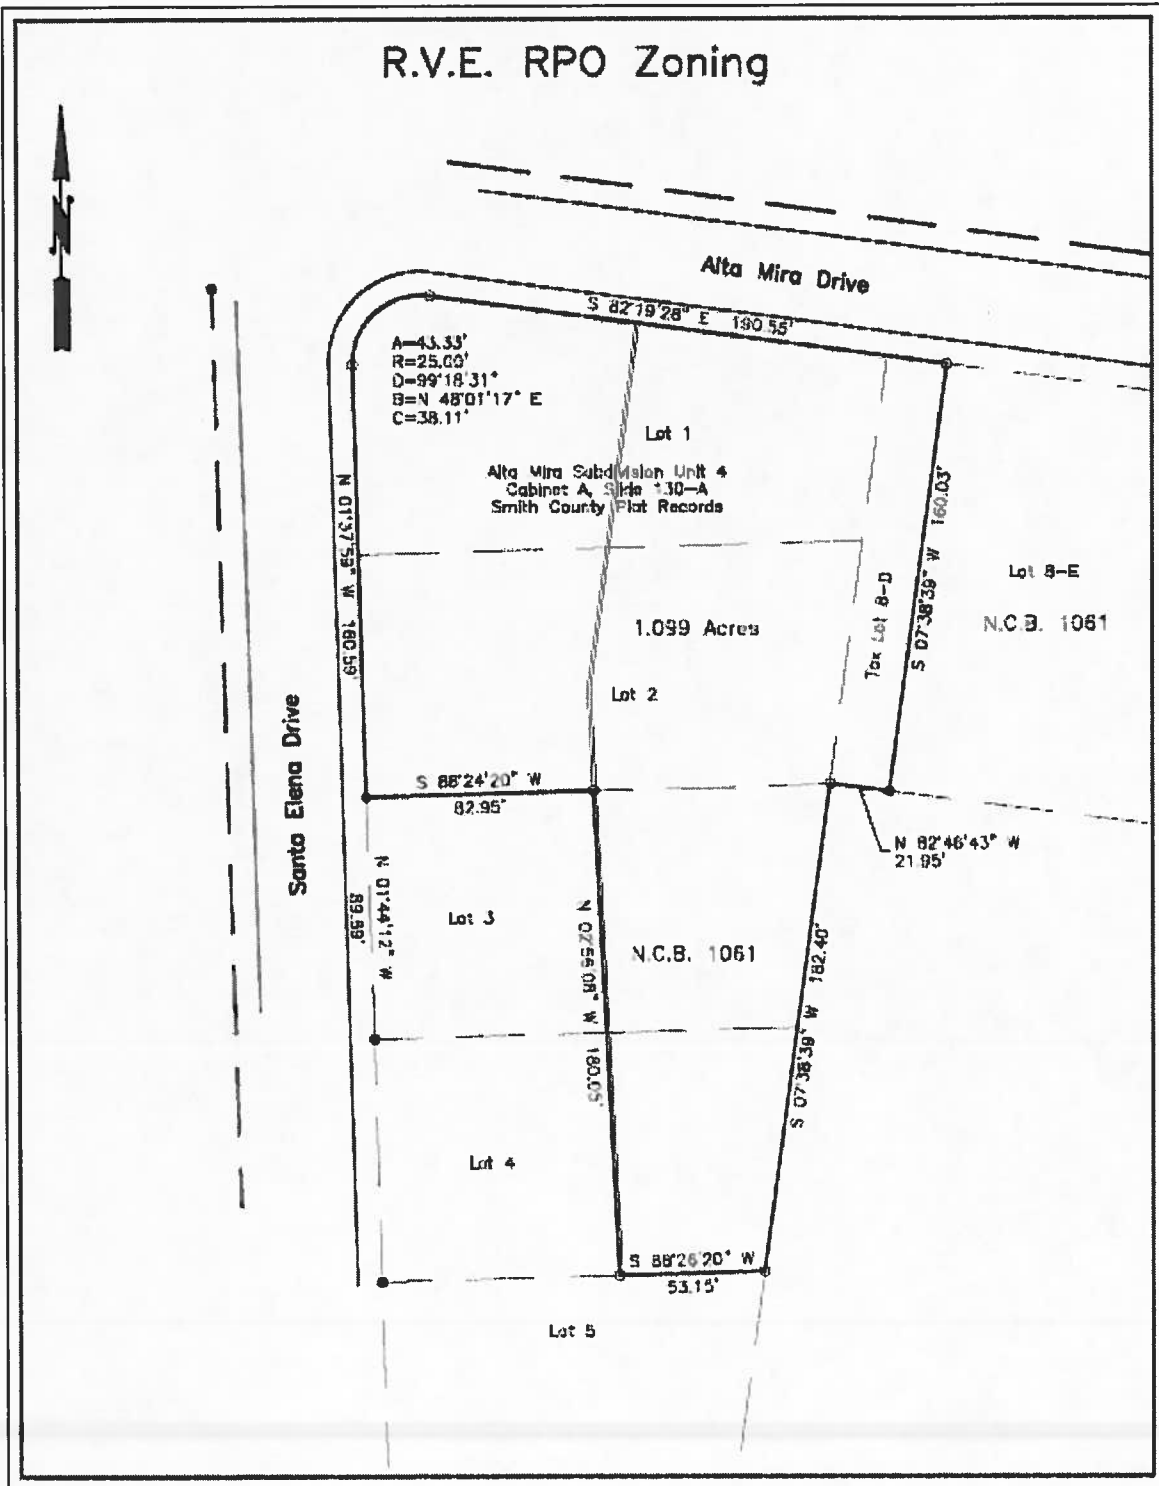 R.V.E. RPO Zoning
N
Alta Mira Drive
S 82°19'28" E 190.55'
A=43.33'
R=25.00'
D=99°18'31"
B=N 48°01'17" E
C=38.11'
Lot 1
Alta Mira Subdivision Unit 4
Cabinet A, Slide 130-A
Smith County Plat Records
N 01°37'59" W 160.59'
S 07°38'39" W 160.03'
Tax Lot 8-D
Lot 8-E
N.C.B. 1061
1.099 Acres
Lot 2
Santa Elena Drive
S 88°24'20" W
82.95'
N 82°46'43" W
21.95'
N 01°44'12" W
89.69'
Lot 3
N 02°56'08" W 180.05'
N.C.B. 1061
S 07°38'39" W 182.40'
Lot 4
S 88°26'20" W
53.15'
Lot 5